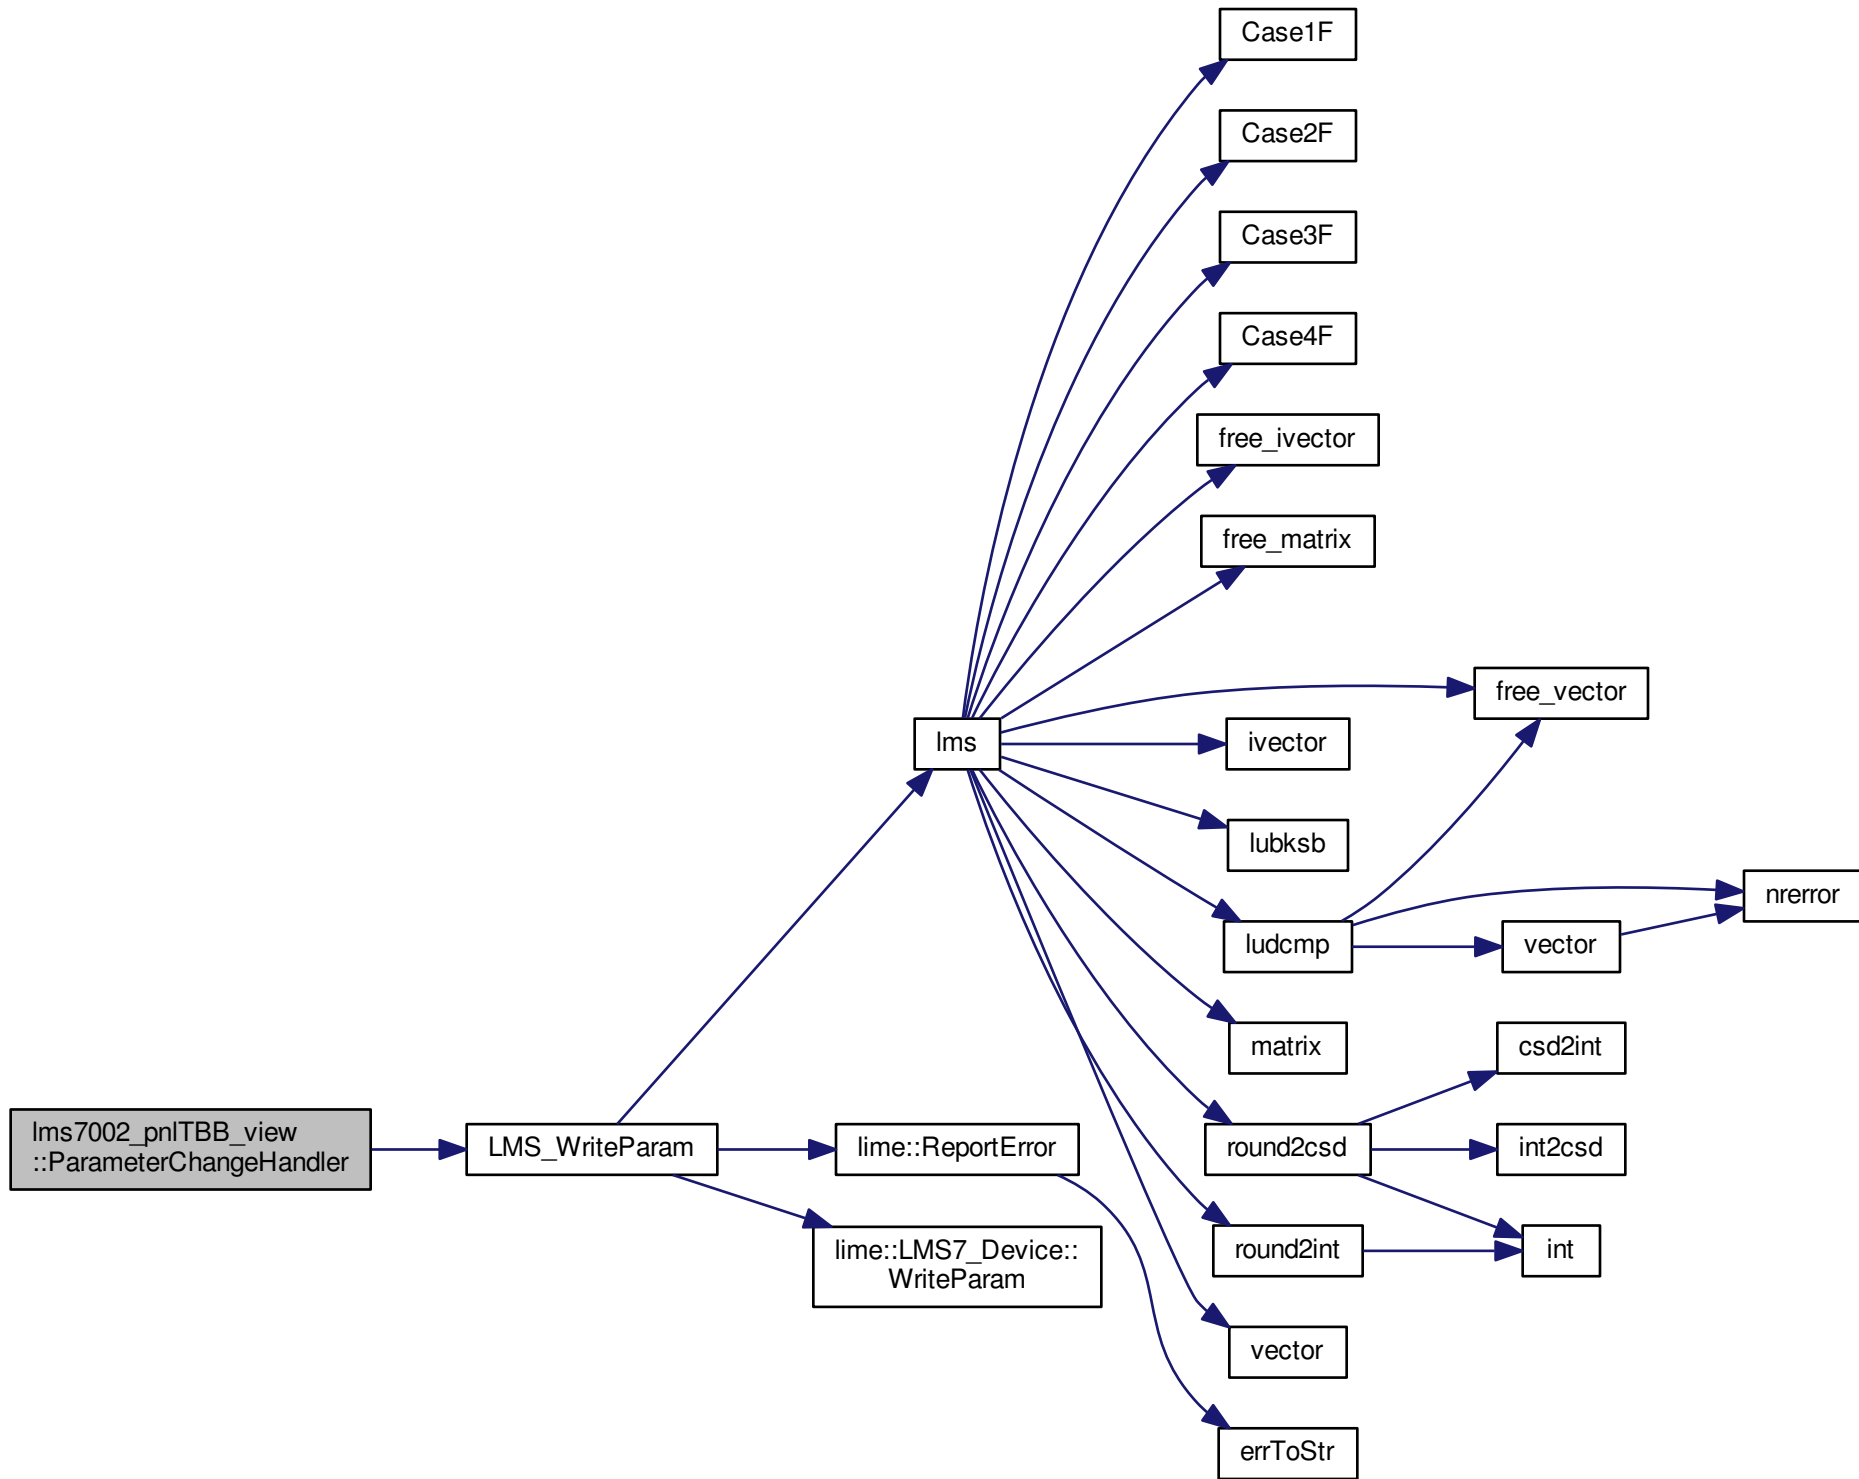 Case1F
Case2F
Case3F
Case4F
free_ivector
free_matrix
free_vector
lms
ivector
lubksb
nrerror
ludcmp
vector
matrix
csd2int
lms7002_pnlTBB_view
::ParameterChangeHandler
LMS_WriteParam
lime::ReportError
round2csd
int2csd
lime::LMS7_Device::
WriteParam
round2int
int
vector
errToStr